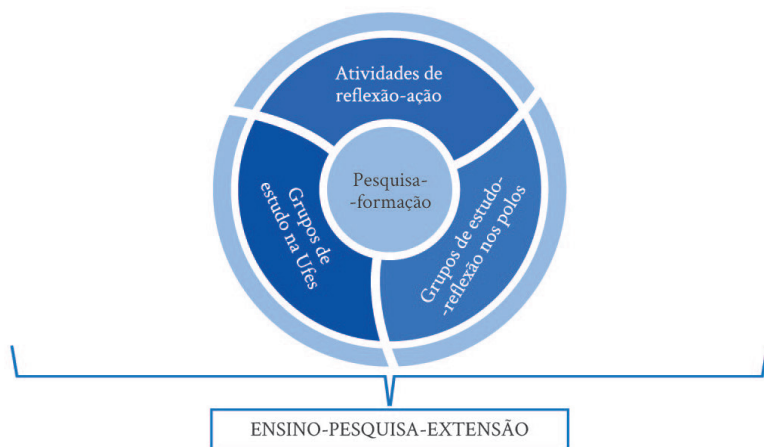 Atividades de
reflexão-ação
Pesquisa-
-formação
Grupos de
estudo na Ufes
Grupos de estudo-
-reflexão nos polos
ENSINO-PESQUISA-EXTENSÃO